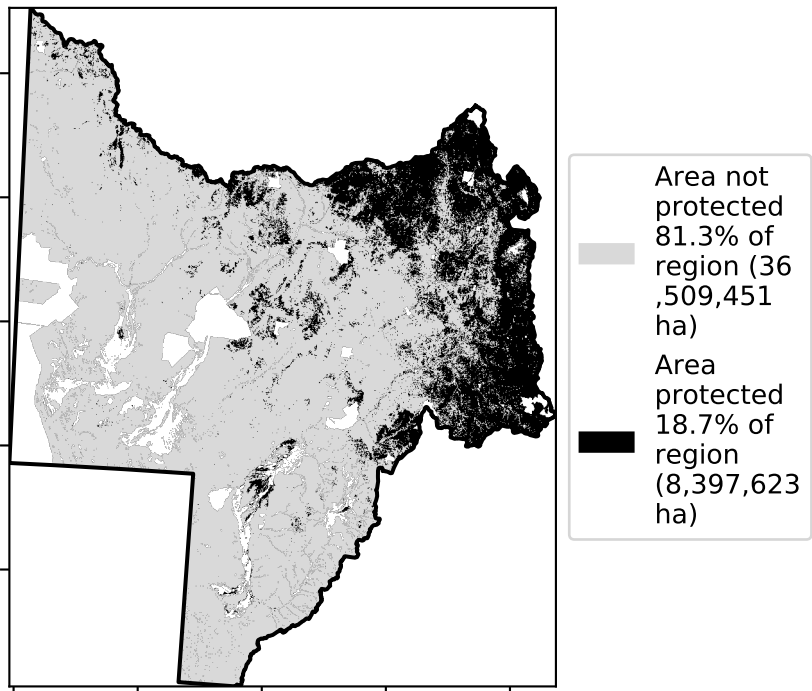 Area not
protected
81.3% of
region (36
,509,451
ha)
Area
protected
18.7% of
region
(8,397,623
ha)